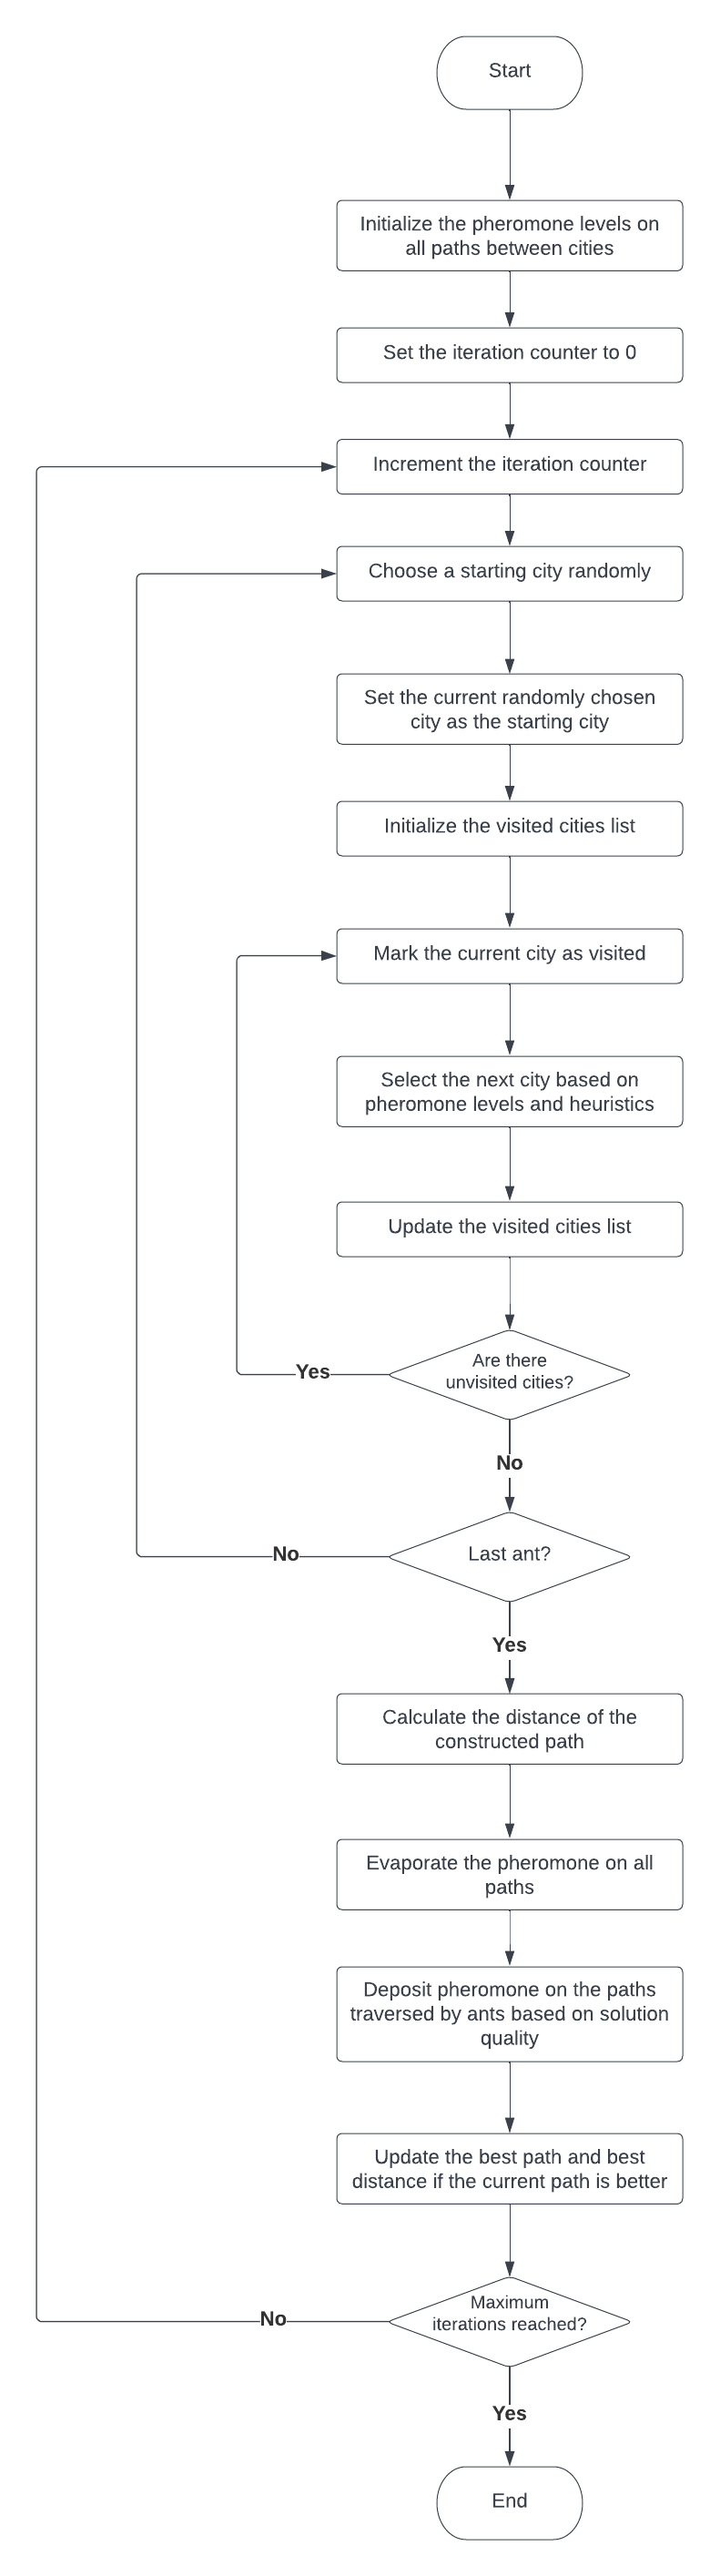 Start
Initialize the pheromone levels on
all paths between cities
Set the iteration counter to 0
Increment the iteration counter
Choose a starting city randomly
Set the current randomly chosen
city as the starting city
Initialize the visited cities list
Mark the current city as visited
Select the next city based on
pheromone levels and heuristics
Update the visited cities list
Are there
unvisited cities?
Yes
No
Last ant?
No
Yes
Calculate the distance of the
constructed path
Evaporate the pheromone on all
paths
Deposit pheromone on the paths
traversed by ants based on solution
quality
Update the best path and best
distance if the current path is better
Maximum
iterations reached?
No
Yes
End